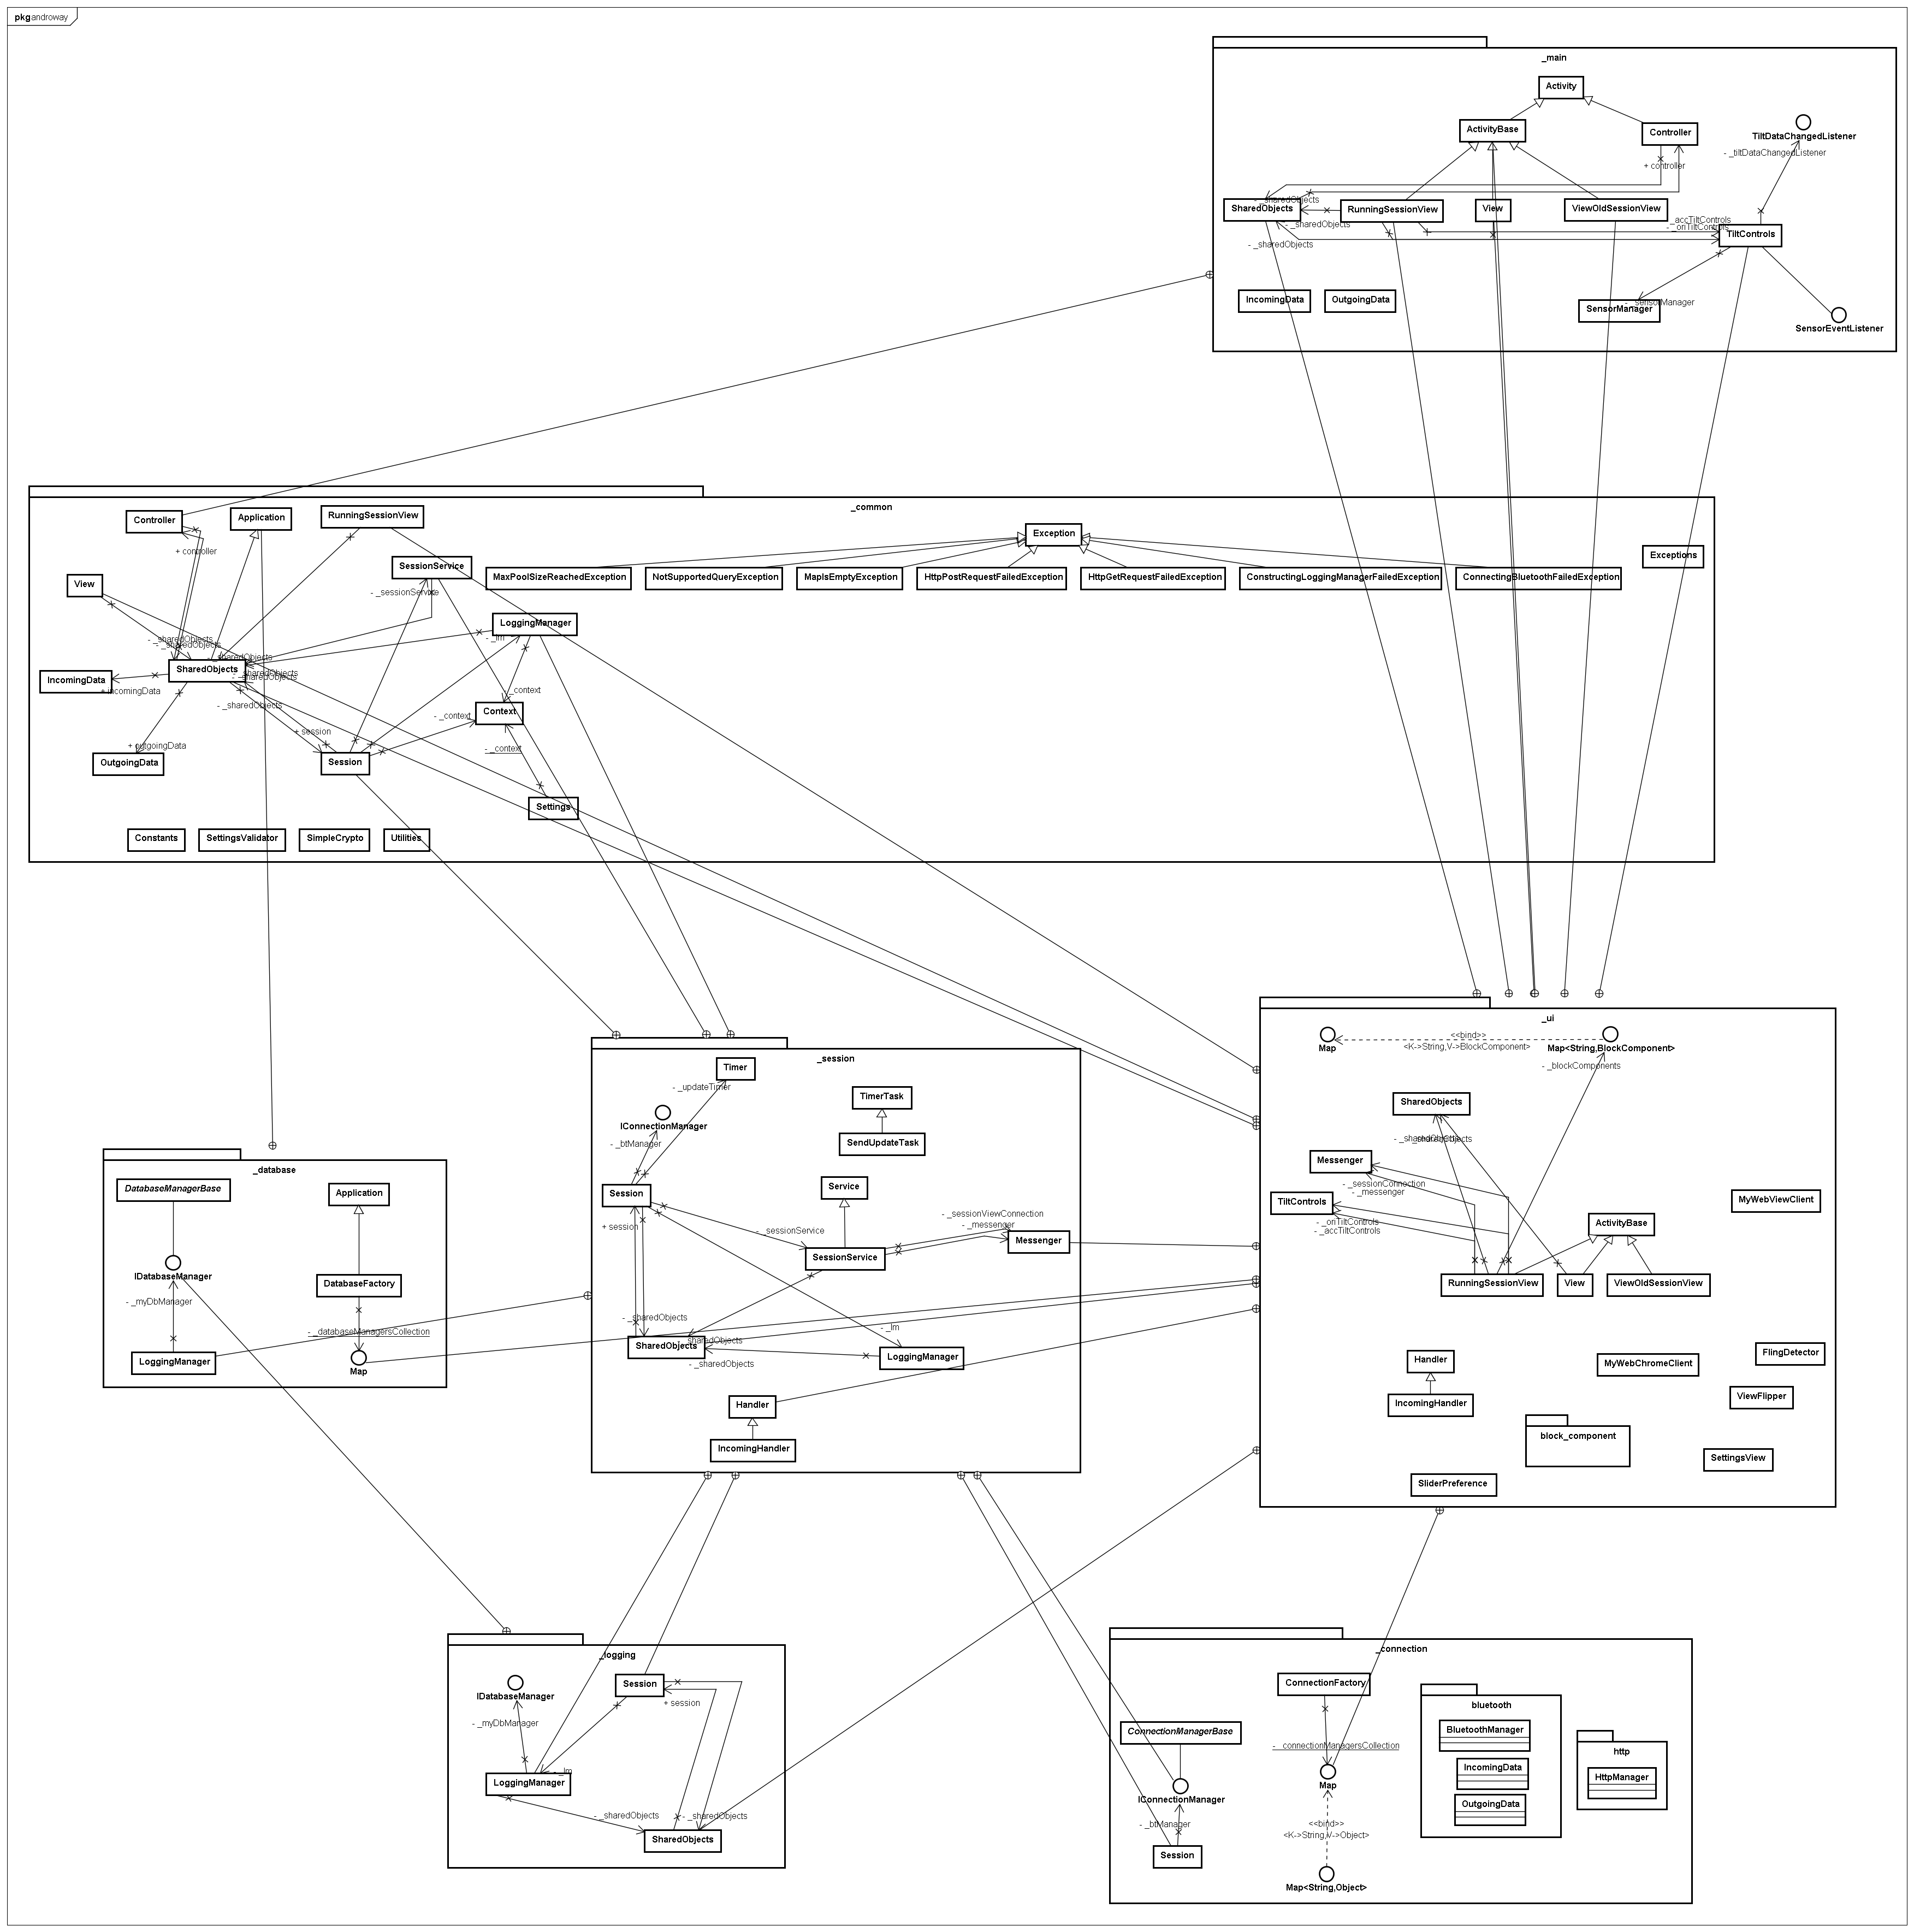 pkg androway
_main
Activity
ActivityBase
Controller
TiltDataChangedListener
- _tiltDataChangedListener
+ controller
- _sharedObjects
SharedObjects
RunningSessionView
View
ViewOldSessionView
- _sharedObjects
- _accTiltControls
- _onTiltControls
TiltControls
- _sharedObjects
IncomingData
OutgoingData
- _sensorManager
SensorManager
SensorEventListener
_common
Controller
Application
RunningSessionView
Exception
Exceptions
+ controller
SessionService
MaxPoolSizeReachedException
NotSupportedQueryException
MapIsEmptyException
HttpPostRequestFailedException
HttpGetRequestFailedException
ConstructingLoggingManagerFailedException
ConnectingBluetoothFailedException
View
- _sessionService
LoggingManager
- _lm
- _sharedObjects
- _sharedObjects
- _sharedObjects
SharedObjects
- _sharedObjects
- _sharedObjects
IncomingData
+ incomingData
- _context
- _sharedObjects
Context
- _context
+ session
+ outgoingData
- _context
OutgoingData
Session
Settings
Constants
SettingsValidator
SimpleCrypto
Utilities
_ui
Map
<<bind>>
<K->String,V->BlockComponent>
Map<String,BlockComponent>
- _blockComponents
SharedObjects
- _sharedObjects
- _sharedObjects
Messenger
- _sessionConnection
- _messenger
TiltControls
- _onTiltControls
- _accTiltControls
MyWebViewClient
ActivityBase
RunningSessionView
View
ViewOldSessionView
Handler
IncomingHandler
MyWebChromeClient
FlingDetector
ViewFlipper
block_component
SettingsView
SliderPreference
_session
Timer
- _updateTimer
TimerTask
IConnectionManager
- _btManager
SendUpdateTask
Session
Service
+ session
- _sessionService
- _sessionViewConnection
- _messenger
Messenger
SessionService
- _sharedObjects
- _lm
SharedObjects
- _sharedObjects
LoggingManager
- _sharedObjects
Handler
IncomingHandler
_database
DatabaseManagerBase
Application
IDatabaseManager
DatabaseFactory
- _myDbManager
- _databaseManagersCollection
LoggingManager
Map
_logging
IDatabaseManager
Session
+ session
- _myDbManager
- _lm
LoggingManager
- _sharedObjects
- _sharedObjects
SharedObjects
_connection
ConnectionFactory
ConnectionManagerBase
- _connectionManagersCollection
Map
IConnectionManager
- _btManager
Session
<<bind>>
<K->String,V->Object>
Map<String,Object>
bluetooth
BluetoothManager
IncomingData
OutgoingData
http
HttpManager